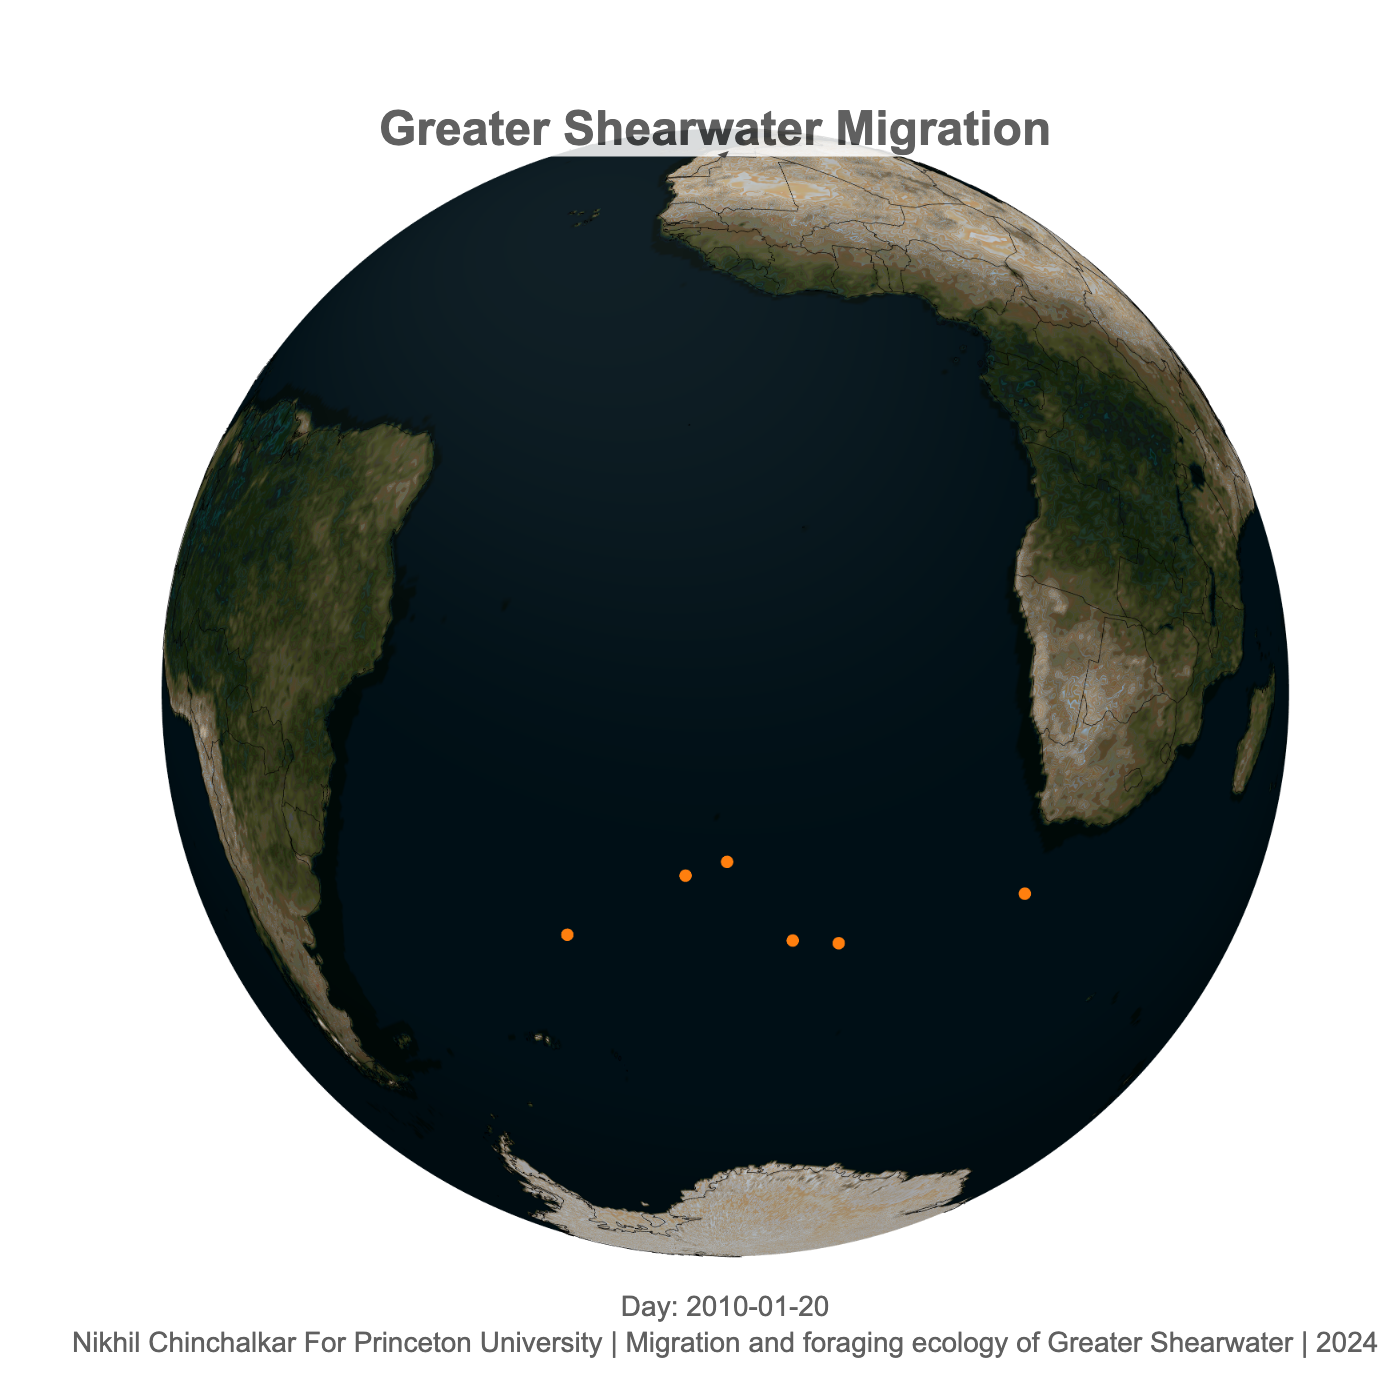 Greater Shearwater Migration
Day: 2010-01-20
Nikhil Chinchalkar For Princeton University | Migration and foraging ecology of Greater Shearwater | 2024